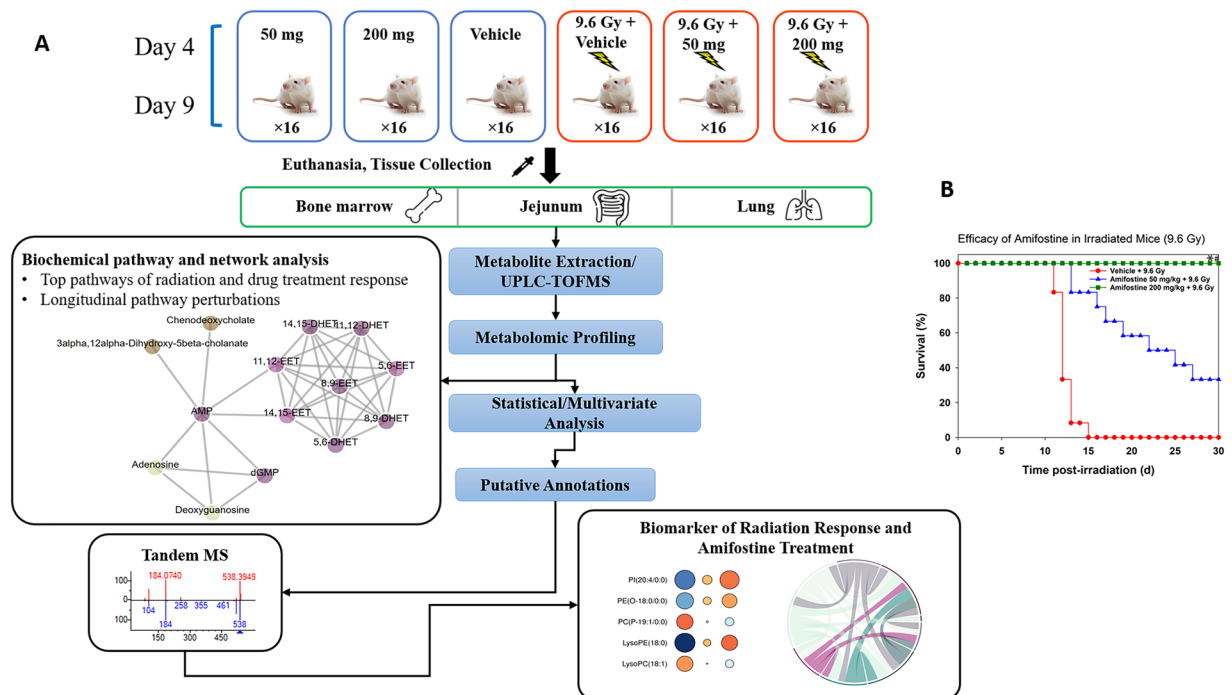 A
Day 4
Day 9
50 mg
×16
200 mg
×16
Vehicle
×16
9.6 Gy +
Vehicle
×16
9.6 Gy +
50 mg
×16
9.6 Gy +
200 mg
×16
Euthanasia, Tissue Collection
Bone marrow
Jejunum
Lung
Metabolite Extraction/
UPLC-TOFMS
Metabolomic Profiling
Statistical/Multivariate
Analysis
Putative Annotations
Biochemical pathway and network analysis
• Top pathways of radiation and drug treatment response
• Longitudinal pathway perturbations
Chenodeoxycholate
3alpha,12alpha-Dihydroxy-5beta-cholanate
14,15-DHET
11,12-DHET
11,12-EET
5,6-EET
8,9-EET
AMP
14,15-EET
8,9-DHET
5,6-DHET
Adenosine
dGMP
Deoxyguanosine
Tandem MS
184.0740
538.3949
100
0
100
104
184
258
355
461
538
150
300
450
Biomarker of Radiation Response and
Amifostine Treatment
PI(20:4/0:0)
PE(O-18:0/0:0)
PC(P-19:1/0:0)
LysoPE(18:0)
LysoPC(18:1)
B
Efficacy of Amifostine in Irradiated Mice (9.6 Gy)
Vehicle + 9.6 Gy
Amifostine 50 mg/kg + 9.6 Gy
Amifostine 200 mg/kg + 9.6 Gy
Survival (%)
100
80
60
40
20
0
0
5
10
15
20
25
30
Time post-irradiation (d)